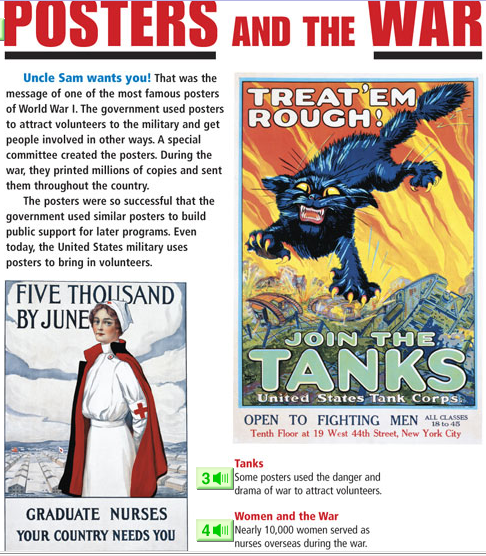 POSTERS AND THE WAR
Uncle Sam wants you! That was the
message of one of the most famous posters
of World War I. The government used posters
to attract volunteers to the military and get
people involved in other ways. A special
committee created the posters. During the
war, they printed millions of copies and sent
them throughout the country.
The posters were so successful that the
government used similar posters to build
public support for later programs. Even
today, the United States military uses
posters to bring in volunteers.
FIVE THOUSAND
BY JUNE
GRADUATE NURSES
YOUR COUNTRY NEEDS YOU
TREAT 'EM
ROUGH!
JOIN THE
TANKS
United States Tank Corps.
OPEN TO FIGHTING MEN ALL CLASSES
18 to 45
Tenth Floor at 19 West 44th Street, New York City
3
Tanks
Some posters used the danger and
drama of war to attract volunteers.
4
Women and the War
Nearly 10,000 women served as
nurses overseas during the war.